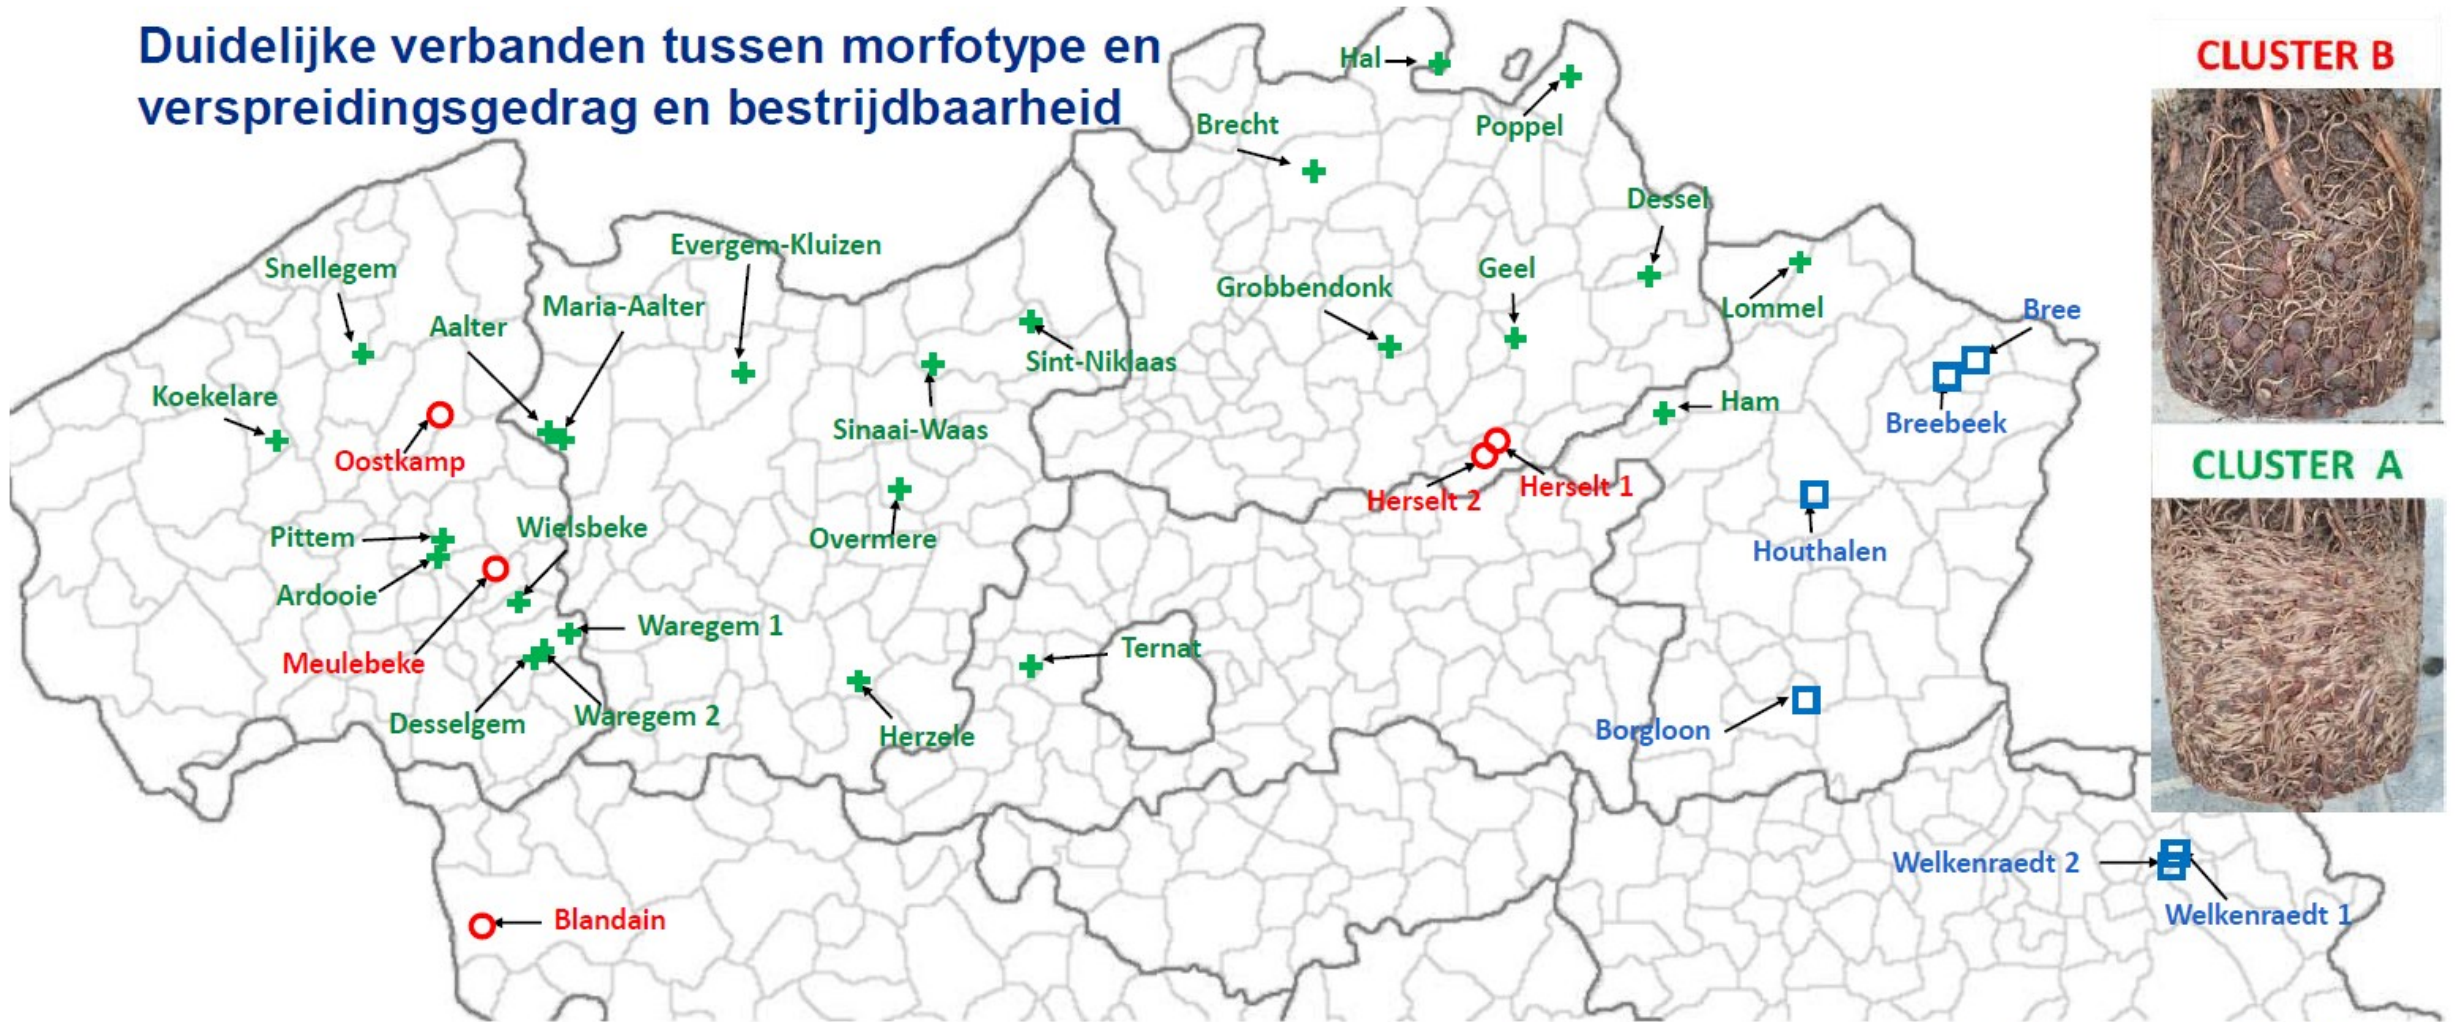 Duidelijke verbanden tussen morfotype en
verspreidingsgedrag en bestrijdbaarheid
CLUSTER B
Hal
Poppel
Brecht
Dessel
Evergem-Kluizen
Snellegem
Geel
Grobbendonk
Maria-Aalter
Lommel
Bree
Aalter
Sint-Niklaas
Koekelare
Ham
Breebeek
Sinaai-Waas
Oostkamp
CLUSTER A
Herselt 1
Herselt 2
Wielsbeke
Pittem
Overmere
Houthalen
Ardooie
Waregem 1
Ternat
Meulebeke
Waregem 2
Desselgem
Borgloon
Herzele
Welkenraedt 2
Welkenraedt 1
Blandain